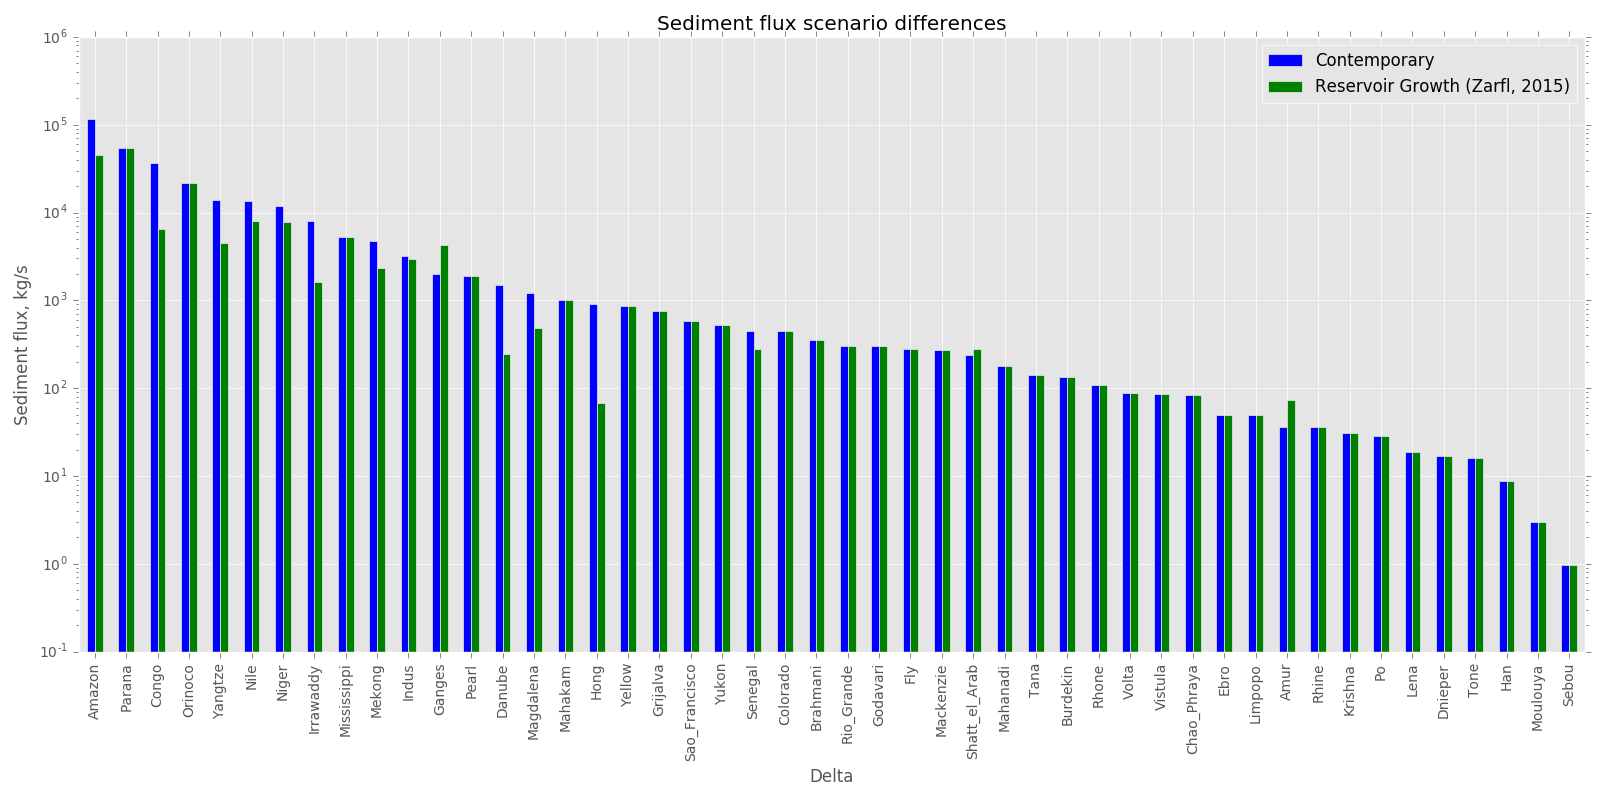 Sediment flux scenario differences
Contemporary
Reservoir Growth (Zarfl, 2015)
Sediment flux, kg/s
10^6
10^5
10^4
10^3
10^2
10^1
10^0
10^-1
Amazon
Parana
Congo
Orinoco
Yangtze
Nile
Niger
Irrawaddy
Mississippi
Mekong
Indus
Ganges
Pearl
Danube
Magdalena
Mahakam
Hong
Yellow
Grijalva
Sao_Francisco
Yukon
Senegal
Colorado
Brahmani
Rio_Grande
Godavari
Fly
Mackenzie
Shatt_el_Arab
Mahanadi
Tana
Burdekin
Rhone
Volta
Vistula
Chao_Phraya
Ebro
Limpopo
Amur
Rhine
Krishna
Po
Lena
Dnieper
Tone
Han
Moulouya
Sebou
Delta